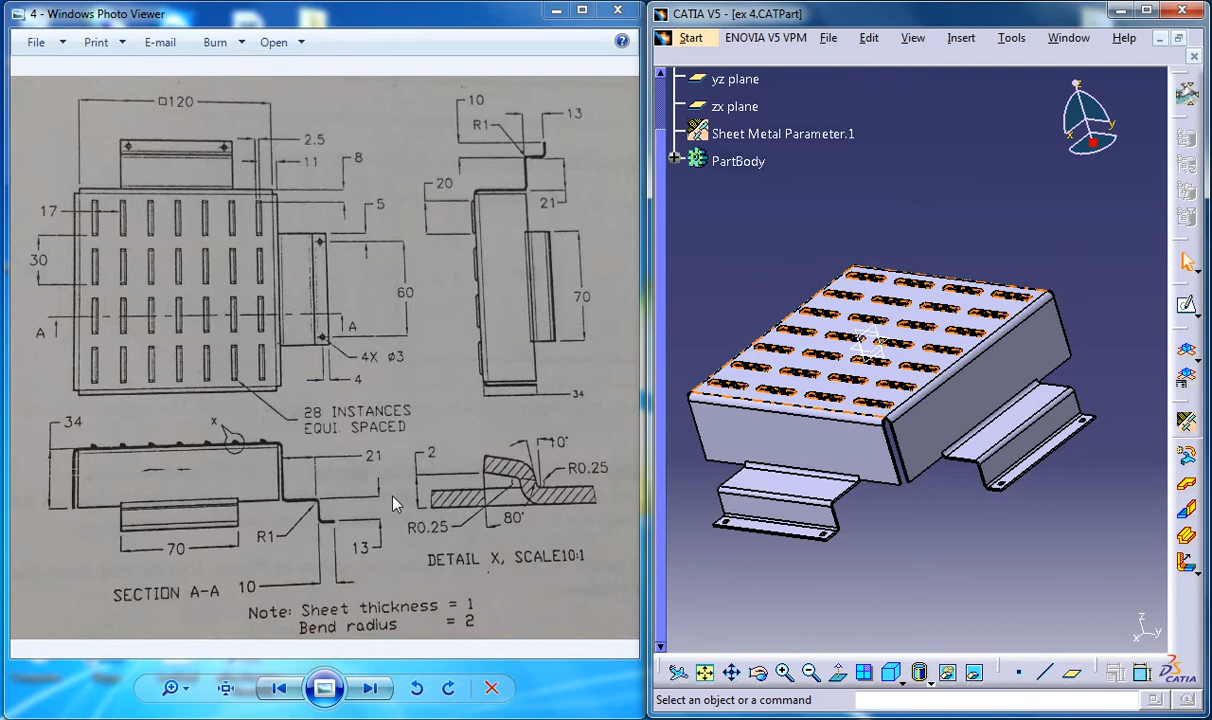 4 - Windows Photo Viewer
File Print E-mail Burn Open
□120
10
13
R1
2.5
11
8
20
21
17
5
30
60
70
A
A
4X ø3
4
34
28 INSTANCES
EQUI. SPACED
34
X
21
2
10°
R0.25
R0.25
80°
R1
70
13
10
DETAIL X, SCALE10:1
SECTION A-A
Note: Sheet thickness = 1
Bend radius = 2
CATIA V5 - [ex 4.CATPart]
Start ENOVIA V5 VPM File Edit View Insert Tools Window Help
yz plane
zx plane
Sheet Metal Parameter.1
PartBody
z
y
x
z
x
y
CATIA
Select an object or a command